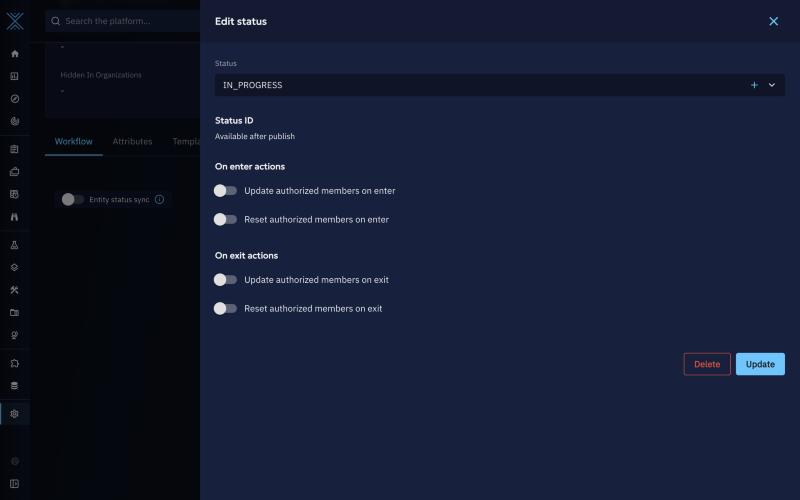 Search the platform...
-
Hidden In Organizations
-
Workflow
Attributes
Templa
Entity status sync
Edit status
Status
IN_PROGRESS
Status ID
Available after publish
On enter actions
Update authorized members on enter
Reset authorized members on enter
On exit actions
Update authorized members on exit
Reset authorized members on exit
Delete
Update